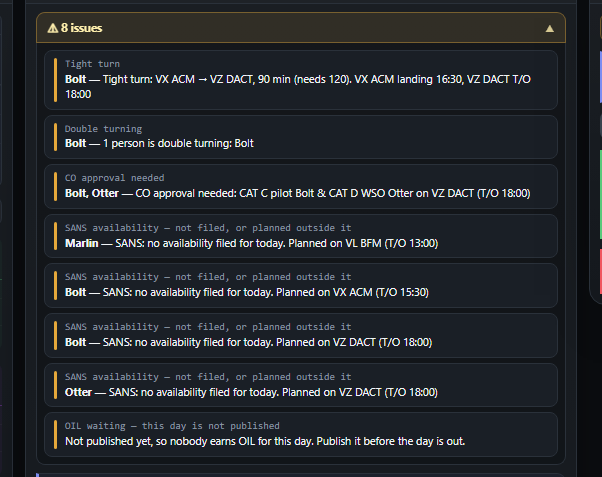 ⚠ 8 issues ▲
Tight turn
Bolt — Tight turn: VX ACM → VZ DACT, 90 min (needs 120). VX ACM landing 16:30, VZ DACT T/O
18:00
Double turning
Bolt — 1 person is double turning: Bolt
CO approval needed
Bolt, Otter — CO approval needed: CAT C pilot Bolt & CAT D WSO Otter on VZ DACT (T/O 18:00)
SANS availability — not filed, or planned outside it
Marlin — SANS: no availability filed for today. Planned on VL BFM (T/O 13:00)
SANS availability — not filed, or planned outside it
Bolt — SANS: no availability filed for today. Planned on VX ACM (T/O 15:30)
SANS availability — not filed, or planned outside it
Bolt — SANS: no availability filed for today. Planned on VZ DACT (T/O 18:00)
SANS availability — not filed, or planned outside it
Otter — SANS: no availability filed for today. Planned on VZ DACT (T/O 18:00)
OIL waiting — this day is not published
Not published yet, so nobody earns OIL for this day. Publish it before the day is out.